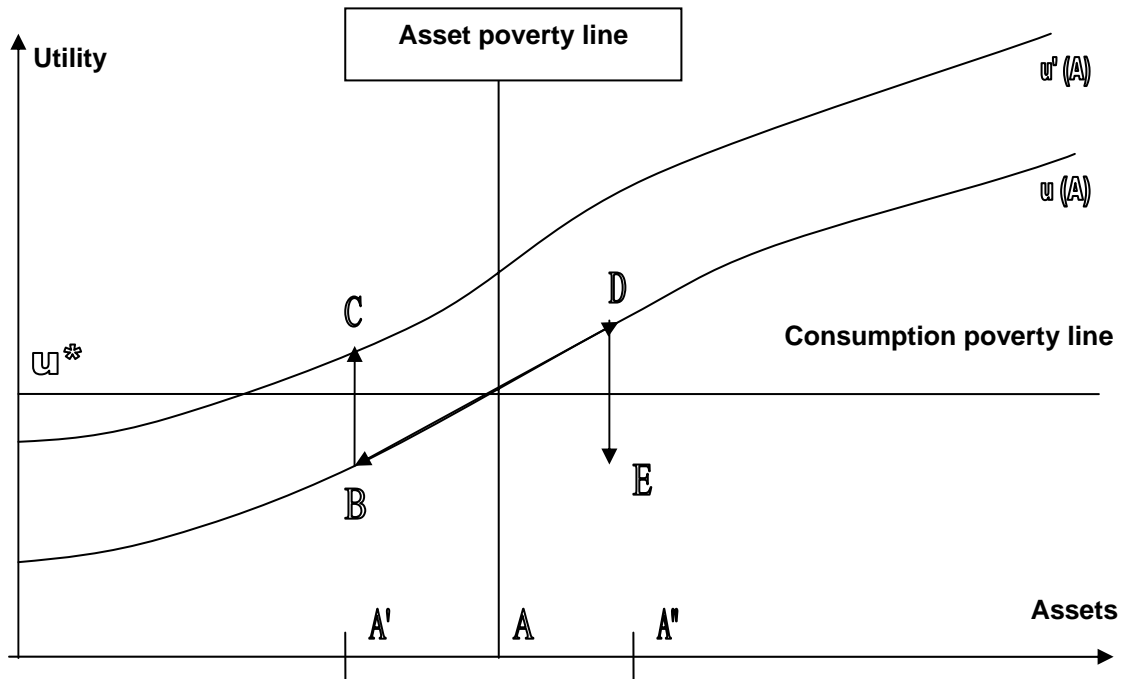 Asset poverty line
Utility
u' (A)
u (A)
D
C
Consumption poverty line
u*
E
B
Assets
A' A A"